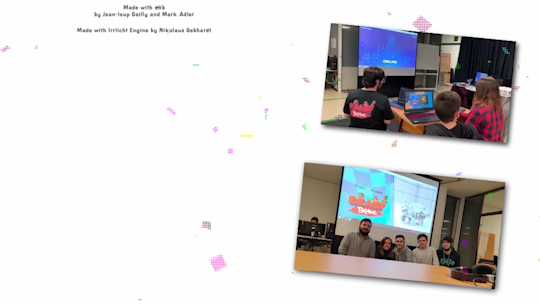 Made with zlib
by Jean-loup Gailly and Mark Adler
Made with Irrlicht Engine by Nikolaus Gebhardt
ONLINE